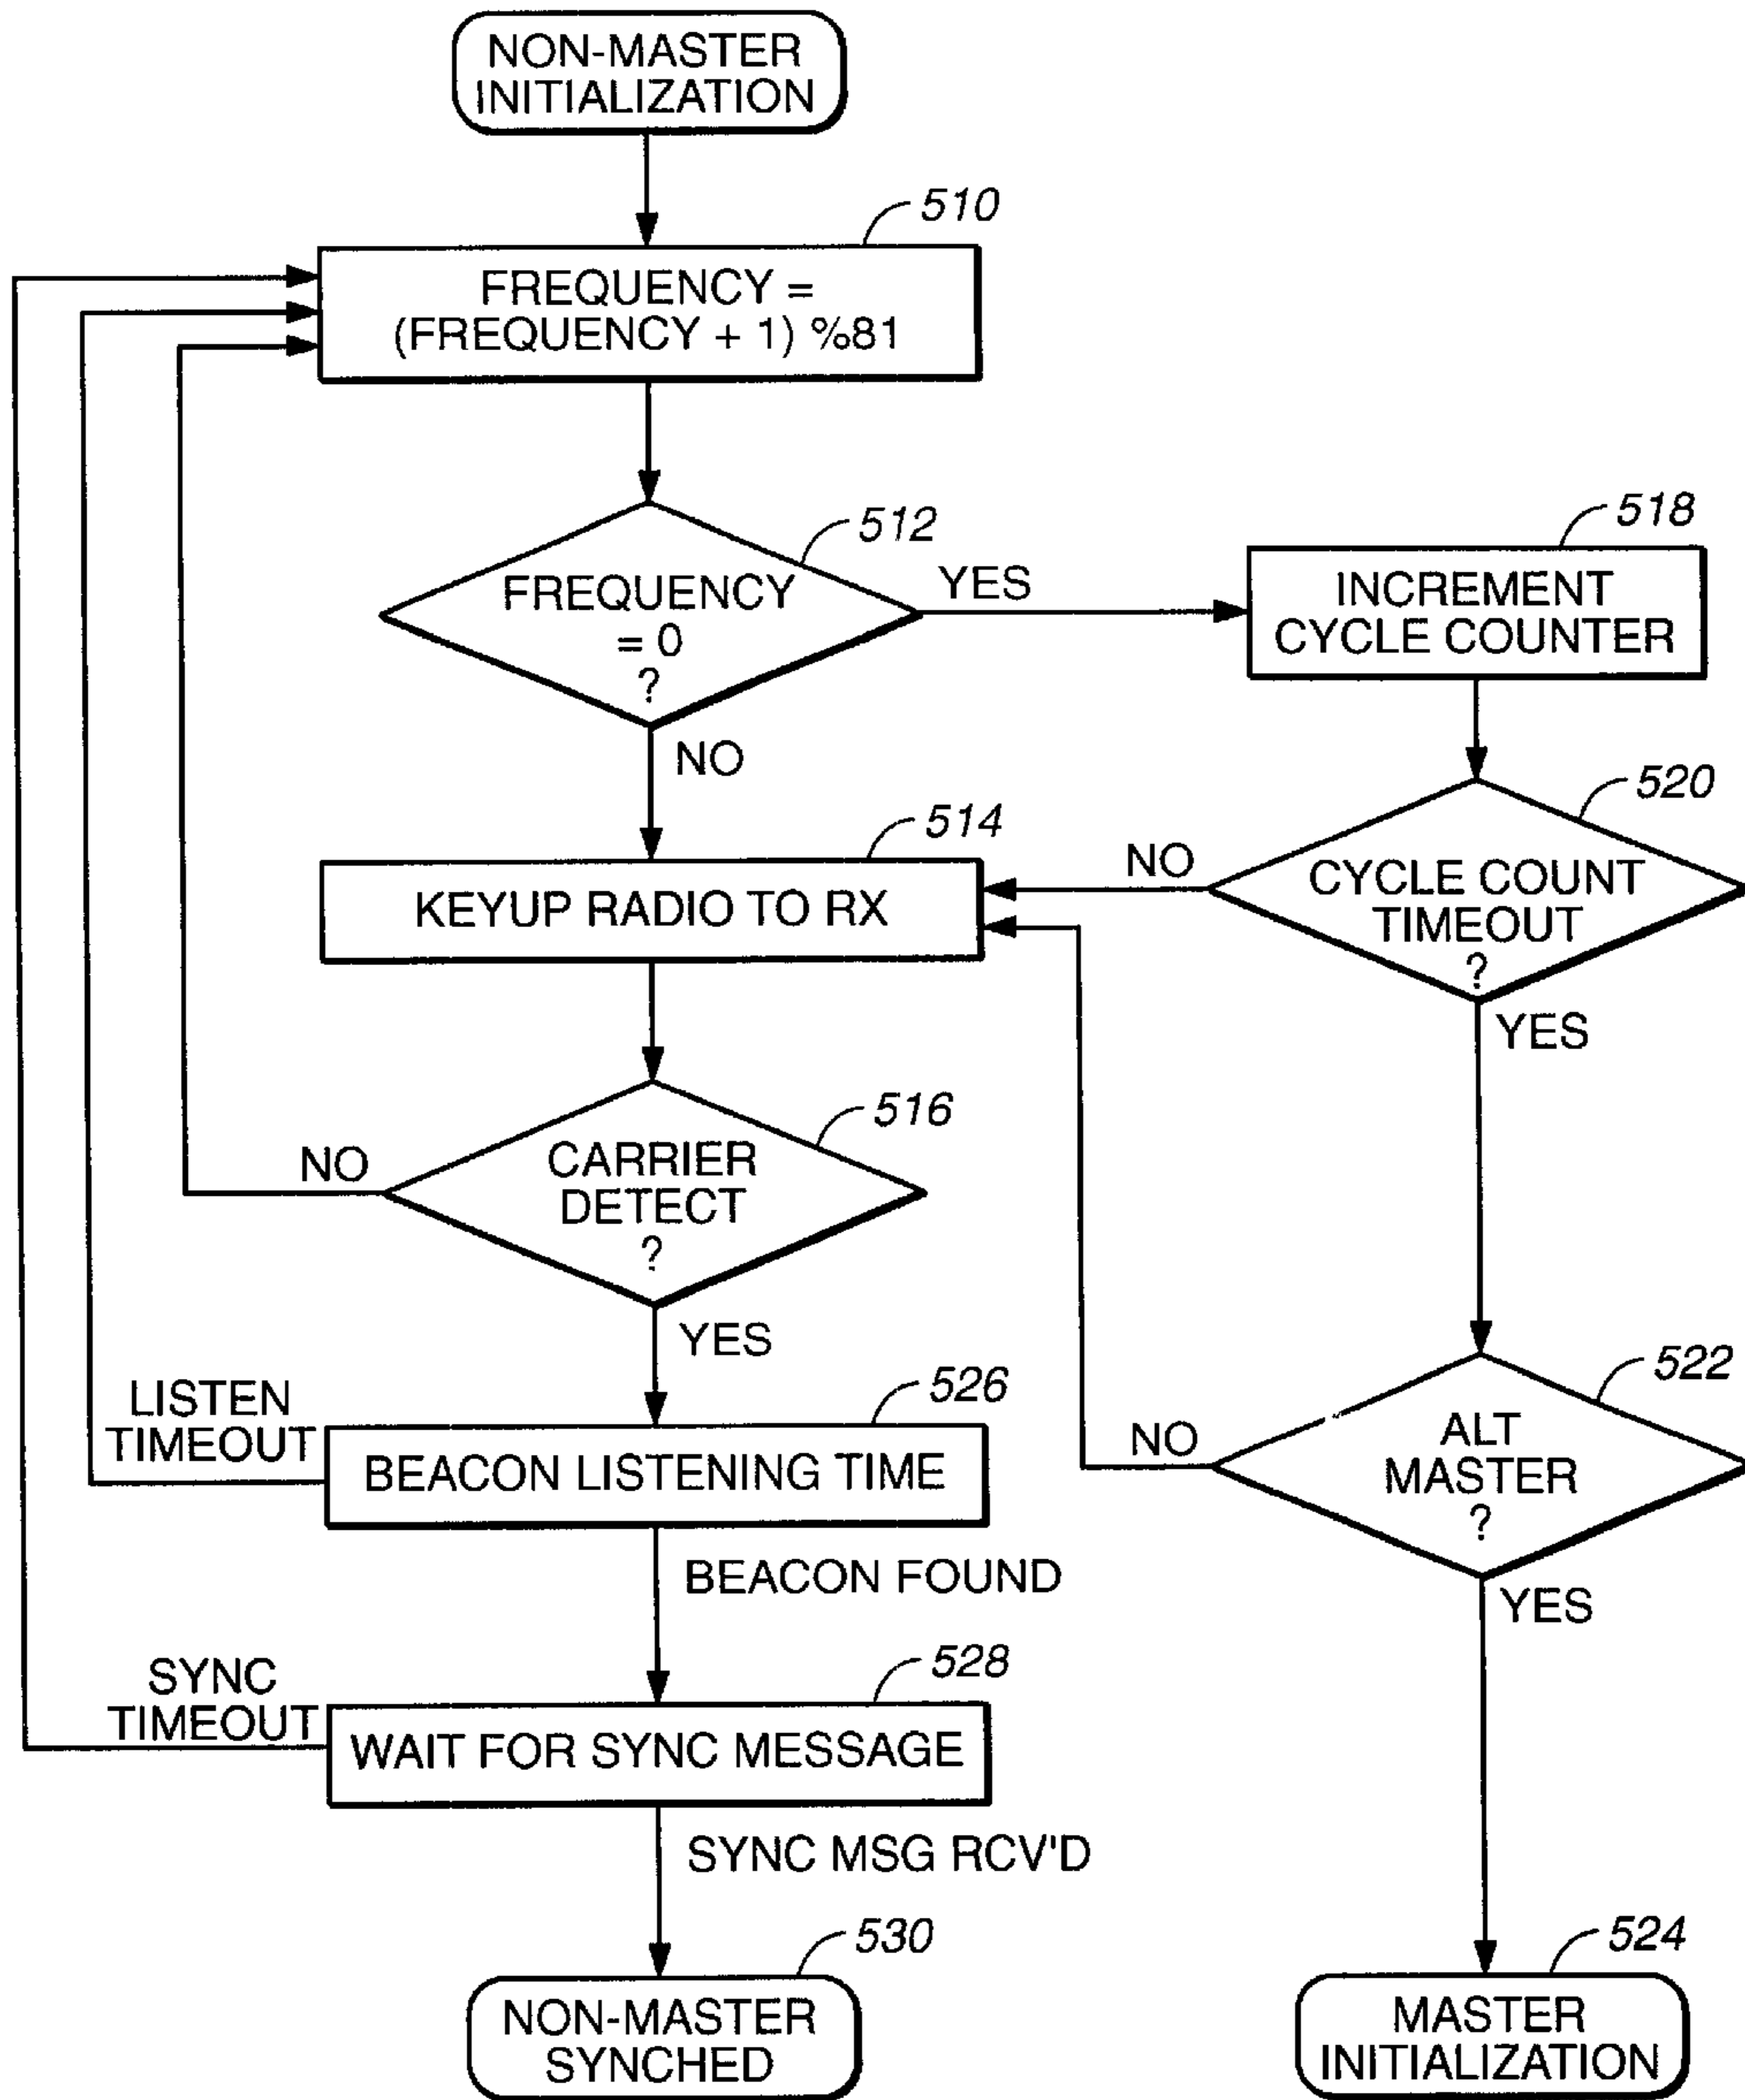 NON-MASTER
INITIALIZATION
510
FREQUENCY =
(FREQUENCY + 1) %81
512
FREQUENCY
= 0
?
YES
NO
518
INCREMENT
CYCLE COUNTER
520
CYCLE COUNT
TIMEOUT
?
NO
YES
514
KEYUP RADIO TO RX
516
CARRIER
DETECT
?
NO
YES
522
ALT
MASTER
?
NO
YES
LISTEN
TIMEOUT
526
BEACON LISTENING TIME
BEACON FOUND
SYNC
TIMEOUT
528
WAIT FOR SYNC MESSAGE
SYNC MSG RCV'D
530
NON-MASTER
SYNCHED
524
MASTER
INITIALIZATION